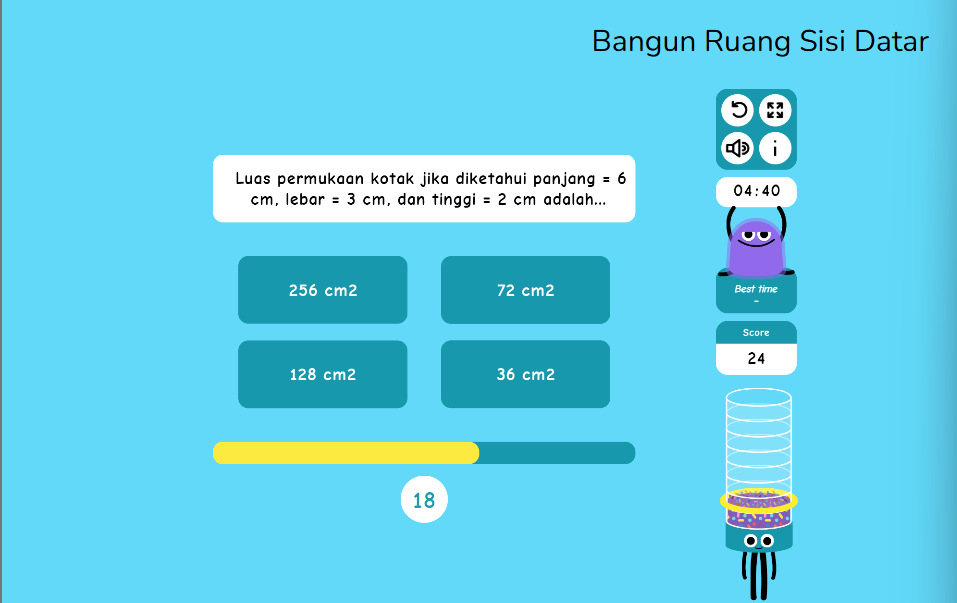 Bangun Ruang Sisi Datar
Luas permukaan kotak jika diketahui panjang = 6
cm, lebar = 3 cm, dan tinggi = 2 cm adalah...
256 cm2
72 cm2
128 cm2
36 cm2
18
i
04:40
Best time
-
Score
24